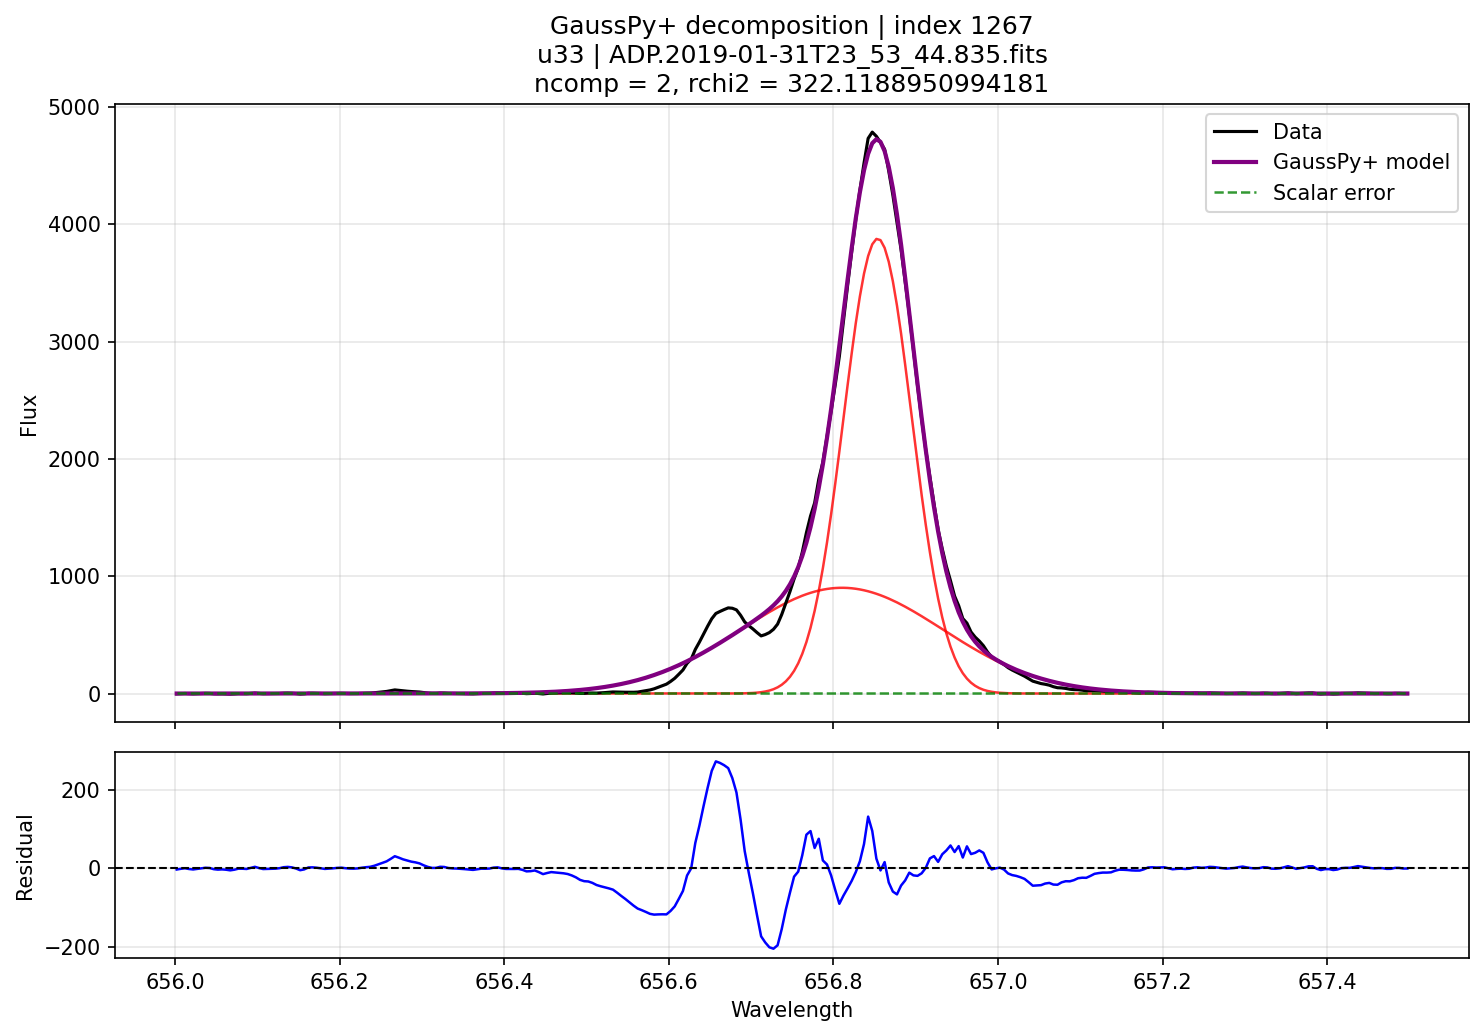 GaussPy+ decomposition | index 1267
u33 | ADP.2019-01-31T23_53_44.835.fits
ncomp = 2, rchi2 = 322.1188950994181
5000
4000
3000
2000
1000
0
Flux
Data
GaussPy+ model
Scalar error
200
0
−200
Residual
656.0 656.2 656.4 656.6 656.8 657.0 657.2 657.4
Wavelength